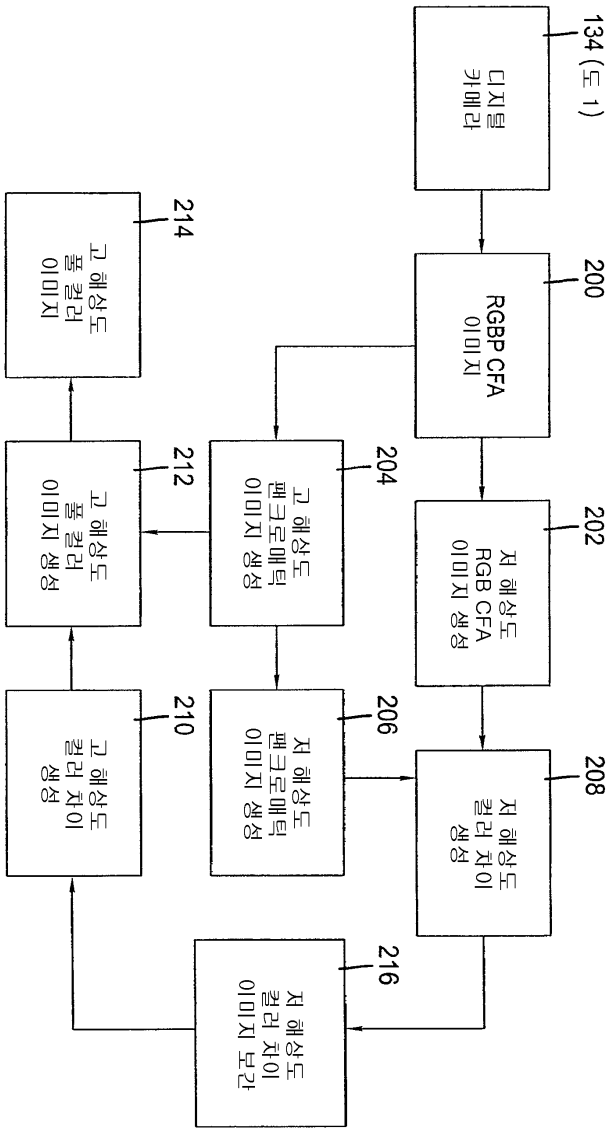 134 (도 1)
디지털
카메라
200
RGBP CFA
이미지
202
저 해상도
RGB CFA
이미지 생성
208
저 해상도
컬러 차이
생성
204
고 해상도
팬크로매틱
이미지 생성
206
저 해상도
팬크로매틱
이미지 생성
216
저 해상도
컬러 차이
이미지 보간
214
고 해상도
풀 컬러
이미지
212
고 해상도
풀 컬러
이미지 생성
210
고 해상도
컬러 차이
생성